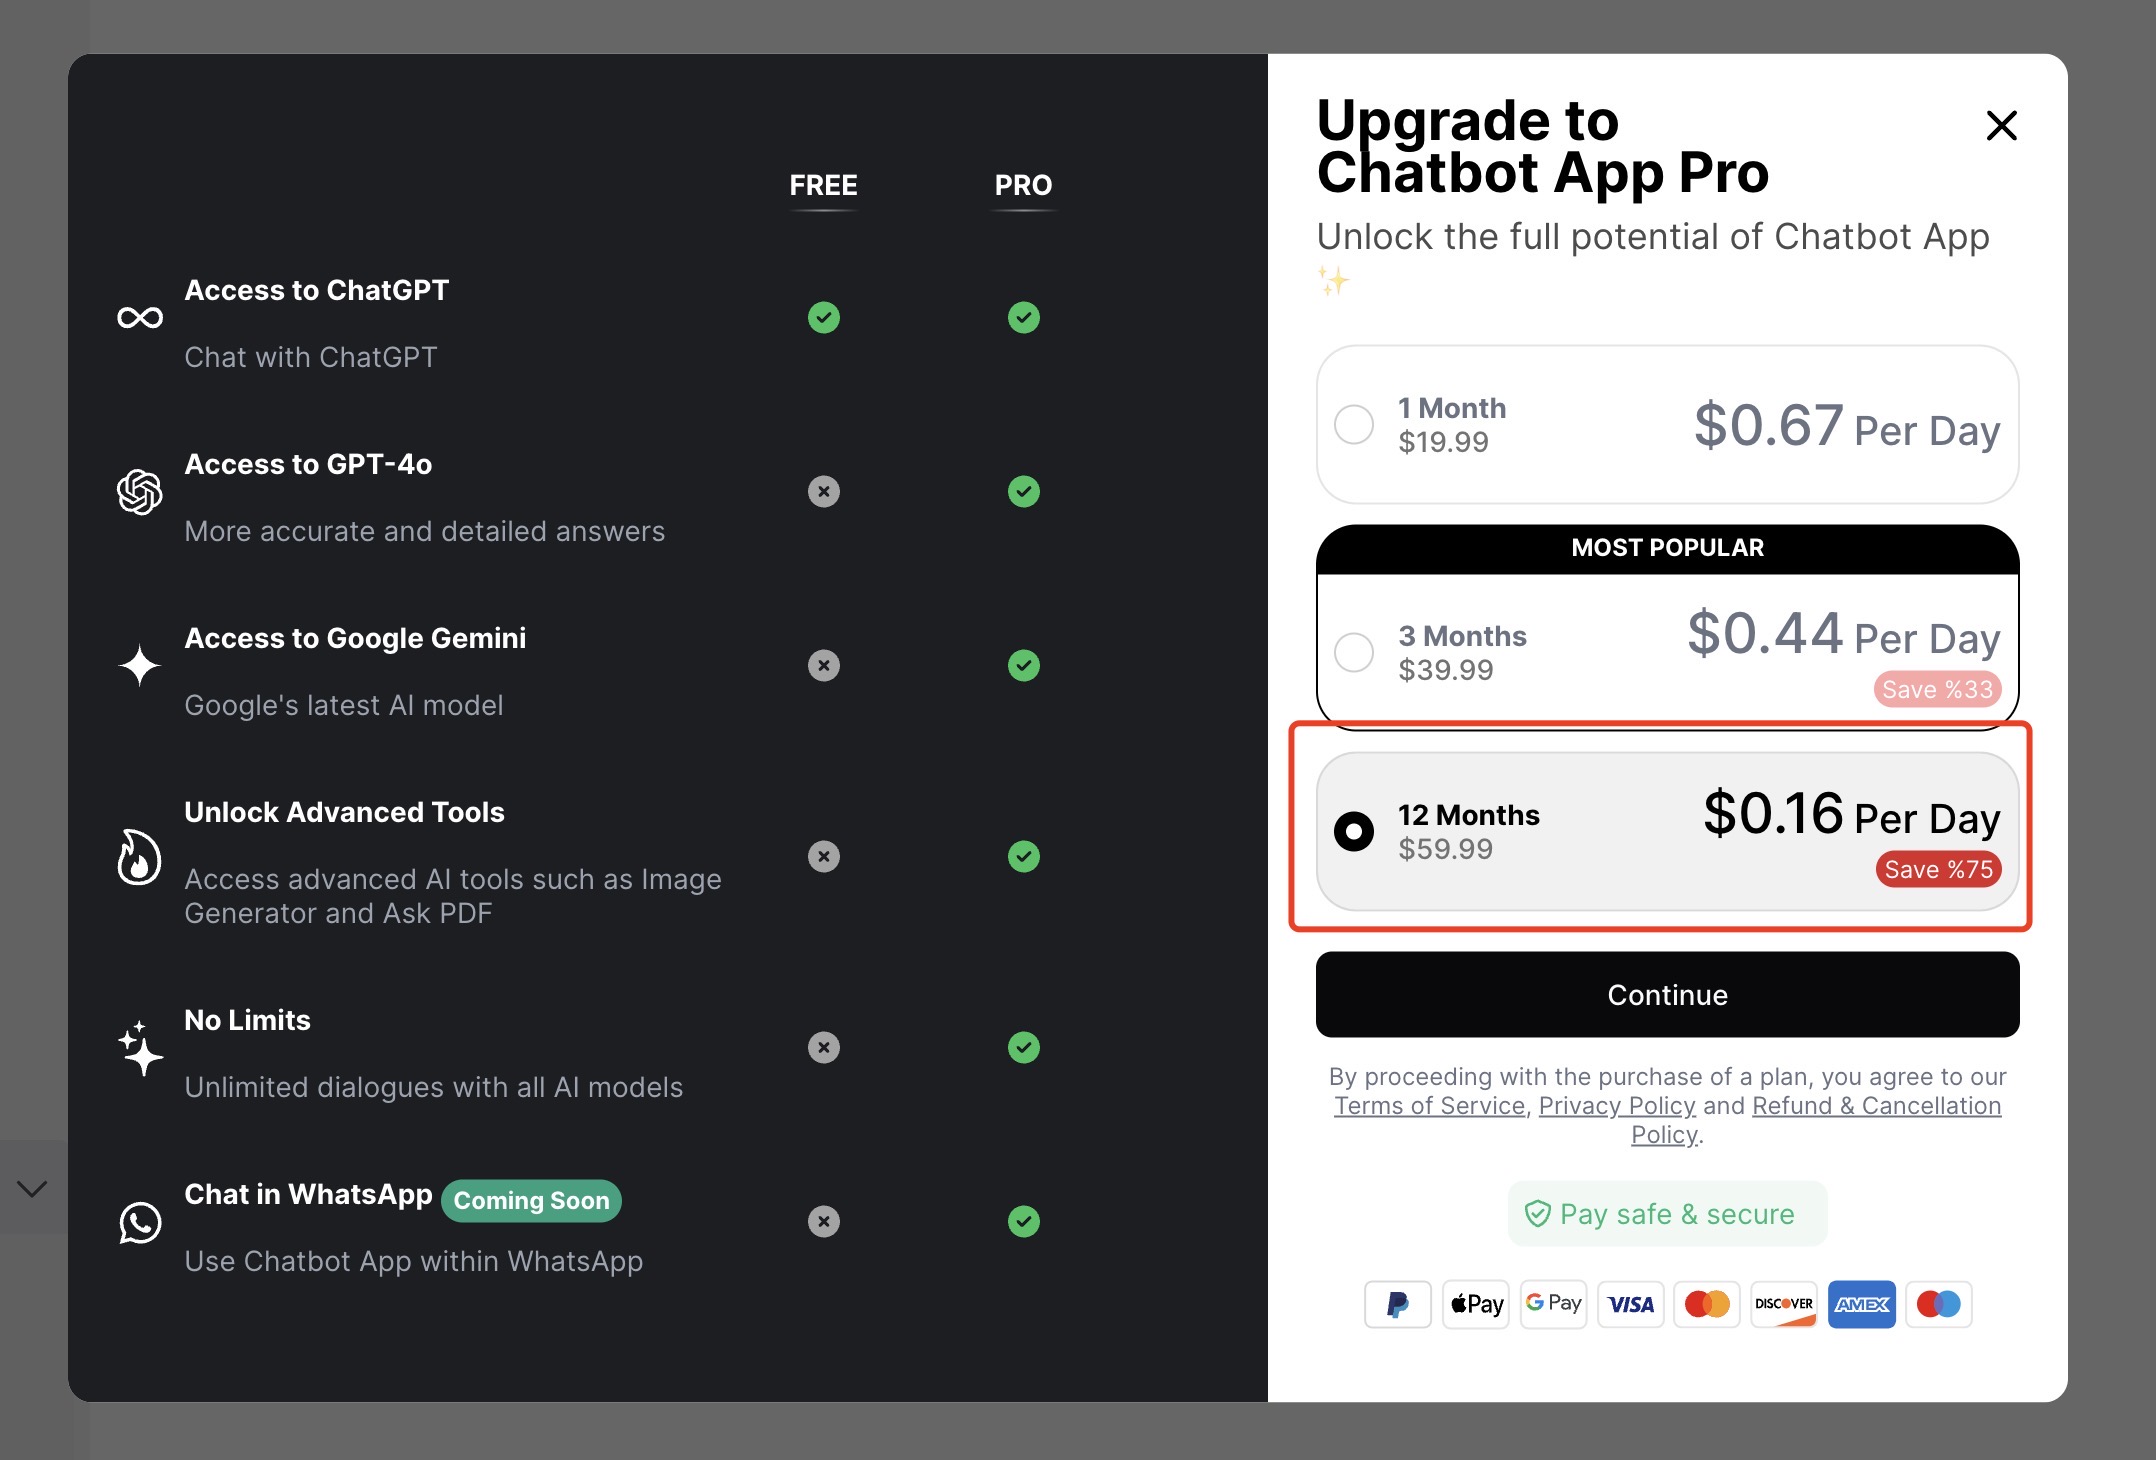 FREE PRO
Access to ChatGPT
Chat with ChatGPT
Access to GPT-4o
More accurate and detailed answers
Access to Google Gemini
Google's latest AI model
Unlock Advanced Tools
Access advanced AI tools such as Image
Generator and Ask PDF
No Limits
Unlimited dialogues with all AI models
Chat in WhatsApp Coming Soon
Use Chatbot App within WhatsApp
Upgrade to
Chatbot App Pro
Unlock the full potential of Chatbot App
✨
1 Month
$19.99
$0.67 Per Day
MOST POPULAR
3 Months
$39.99
$0.44 Per Day
Save %33
12 Months
$59.99
$0.16 Per Day
Save %75
Continue
By proceeding with the purchase of a plan, you agree to our
Terms of Service, Privacy Policy and Refund & Cancellation
Policy.
Pay safe & secure
Pay G Pay VISA DISCOVER AMEX